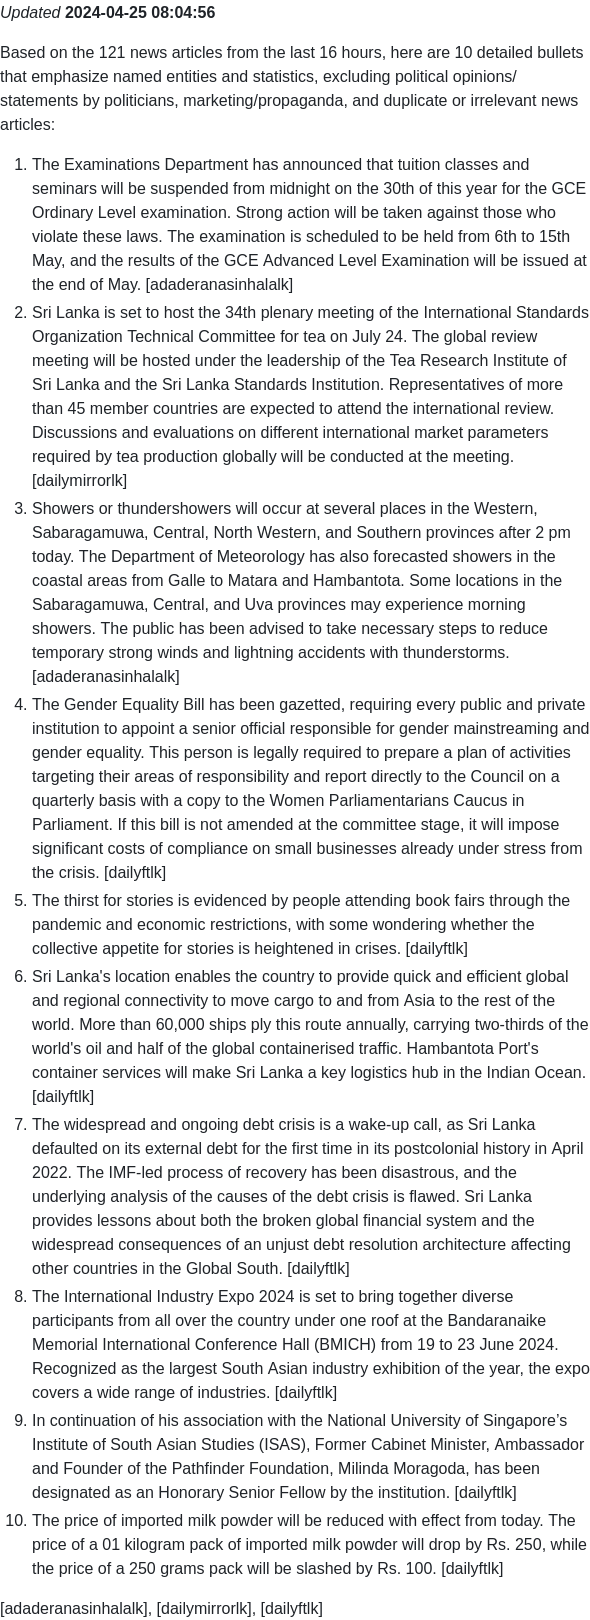 Updated 2024-04-25 08:04:56
Based on the 121 news articles from the last 16 hours, here are 10 detailed bullets
that emphasize named entities and statistics, excluding political opinions/
statements by politicians, marketing/propaganda, and duplicate or irrelevant news
articles:
1. The Examinations Department has announced that tuition classes and
seminars will be suspended from midnight on the 30th of this year for the GCE
Ordinary Level examination. Strong action will be taken against those who
violate these laws. The examination is scheduled to be held from 6th to 15th
May, and the results of the GCE Advanced Level Examination will be issued at
the end of May. [adaderanasinhalalk]
2. Sri Lanka is set to host the 34th plenary meeting of the International Standards
Organization Technical Committee for tea on July 24. The global review
meeting will be hosted under the leadership of the Tea Research Institute of
Sri Lanka and the Sri Lanka Standards Institution. Representatives of more
than 45 member countries are expected to attend the international review.
Discussions and evaluations on different international market parameters
required by tea production globally will be conducted at the meeting.
[dailymirrorlk]
3. Showers or thundershowers will occur at several places in the Western,
Sabaragamuwa, Central, North Western, and Southern provinces after 2 pm
today. The Department of Meteorology has also forecasted showers in the
coastal areas from Galle to Matara and Hambantota. Some locations in the
Sabaragamuwa, Central, and Uva provinces may experience morning
showers. The public has been advised to take necessary steps to reduce
temporary strong winds and lightning accidents with thunderstorms.
[adaderanasinhalalk]
4. The Gender Equality Bill has been gazetted, requiring every public and private
institution to appoint a senior official responsible for gender mainstreaming and
gender equality. This person is legally required to prepare a plan of activities
targeting their areas of responsibility and report directly to the Council on a
quarterly basis with a copy to the Women Parliamentarians Caucus in
Parliament. If this bill is not amended at the committee stage, it will impose
significant costs of compliance on small businesses already under stress from
the crisis. [dailyftlk]
5. The thirst for stories is evidenced by people attending book fairs through the
pandemic and economic restrictions, with some wondering whether the
collective appetite for stories is heightened in crises. [dailyftlk]
6. Sri Lanka's location enables the country to provide quick and efficient global
and regional connectivity to move cargo to and from Asia to the rest of the
world. More than 60,000 ships ply this route annually, carrying two-thirds of the
world's oil and half of the global containerised traffic. Hambantota Port's
container services will make Sri Lanka a key logistics hub in the Indian Ocean.
[dailyftlk]
7. The widespread and ongoing debt crisis is a wake-up call, as Sri Lanka
defaulted on its external debt for the first time in its postcolonial history in April
2022. The IMF-led process of recovery has been disastrous, and the
underlying analysis of the causes of the debt crisis is flawed. Sri Lanka
provides lessons about both the broken global financial system and the
widespread consequences of an unjust debt resolution architecture affecting
other countries in the Global South. [dailyftlk]
8. The International Industry Expo 2024 is set to bring together diverse
participants from all over the country under one roof at the Bandaranaike
Memorial International Conference Hall (BMICH) from 19 to 23 June 2024.
Recognized as the largest South Asian industry exhibition of the year, the expo
covers a wide range of industries. [dailyftlk]
9. In continuation of his association with the National University of Singapore’s
Institute of South Asian Studies (ISAS), Former Cabinet Minister, Ambassador
and Founder of the Pathfinder Foundation, Milinda Moragoda, has been
designated as an Honorary Senior Fellow by the institution. [dailyftlk]
10. The price of imported milk powder will be reduced with effect from today. The
price of a 01 kilogram pack of imported milk powder will drop by Rs. 250, while
the price of a 250 grams pack will be slashed by Rs. 100. [dailyftlk]
[adaderanasinhalalk], [dailymirrorlk], [dailyftlk]